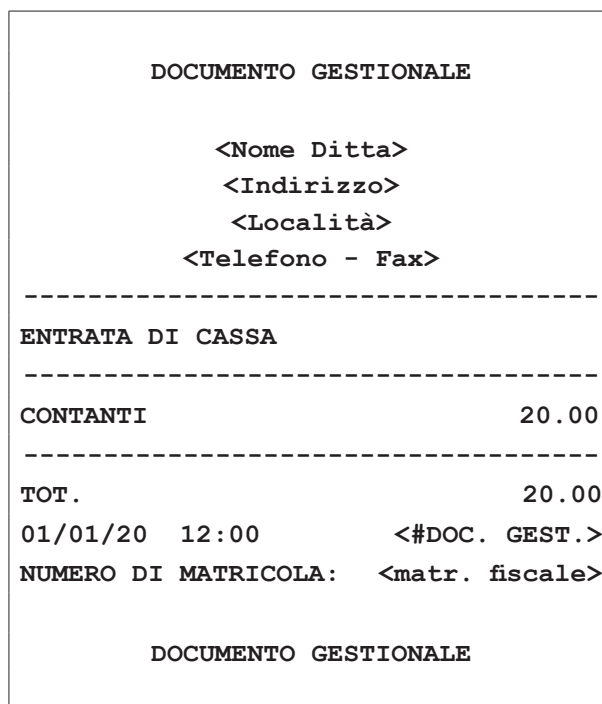 DOCUMENTO GESTIONALE
<Nome Ditta>
<Indirizzo>
<Località>
<Telefono - Fax>
------------------------------------
ENTRATA DI CASSA
------------------------------------
CONTANTI 20.00
------------------------------------
TOT. 20.00
01/01/20 12:00 <#DOC. GEST.>
NUMERO DI MATRICOLA: <matr. fiscale>
DOCUMENTO GESTIONALE